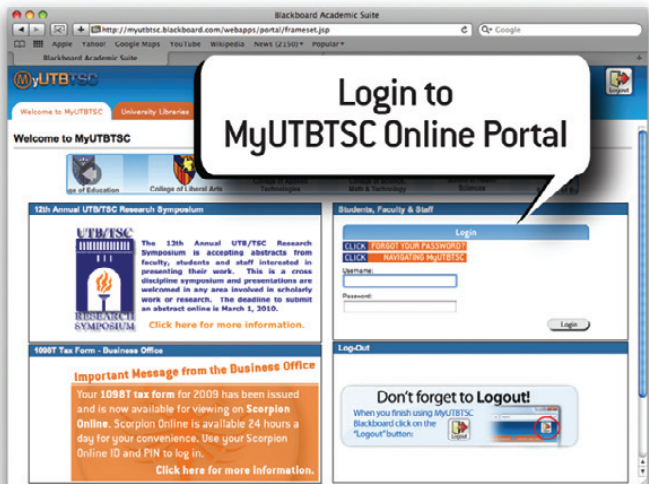 Blackboard Academic Suite
http://myutbtsc.blackboard.com/webapps/portal/frameset.jsp
Google
Apple Yahoo! Google Maps YouTube Wikipedia News (2150) Popular
Blackboard Academic Suite
MyUTBTSC
Logout
Login to
MyUTBTSC Online Portal
Welcome to MyUTBTSC University Libraries
Welcome to MyUTBTSC
ge of Education College of Liberal Arts
Technologies
Math & Technology
Sciences
12th Annual UTB/TSC Research Symposium
UTB/TSC
RESEARCH
SYMPOSIUM
The 12th Annual UTB/TSC Research
Symposium is accepting abstracts from
faculty, students and staff interested in
presenting their work. This is a cross
discipline symposium and presentations are
welcomed in any area involved in scholarly
work or research. The deadline to submit
an abstract online is March 1, 2010.
Click here for more information.
Students, Faculty & Staff
Login
CLICK FORGOT YOUR PASSWORD?
CLICK NAVIGATING MyUTBTSC
Username:
Password:
Login
1098T Tax Form - Business Office
Important Message from the Business Office
Your 1098T tax form for 2009 has been issued
and is now available for viewing on Scorpion
Online. Scorpion Online is available 24 hours a
day for your convenience. Use your Scorpion
Online ID and PIN to log in.
Click here for more information.
Log-Out
Don't forget to Logout!
When you finish using MyUTBTSC
Blackboard click on the
"Logout" button:
Logout